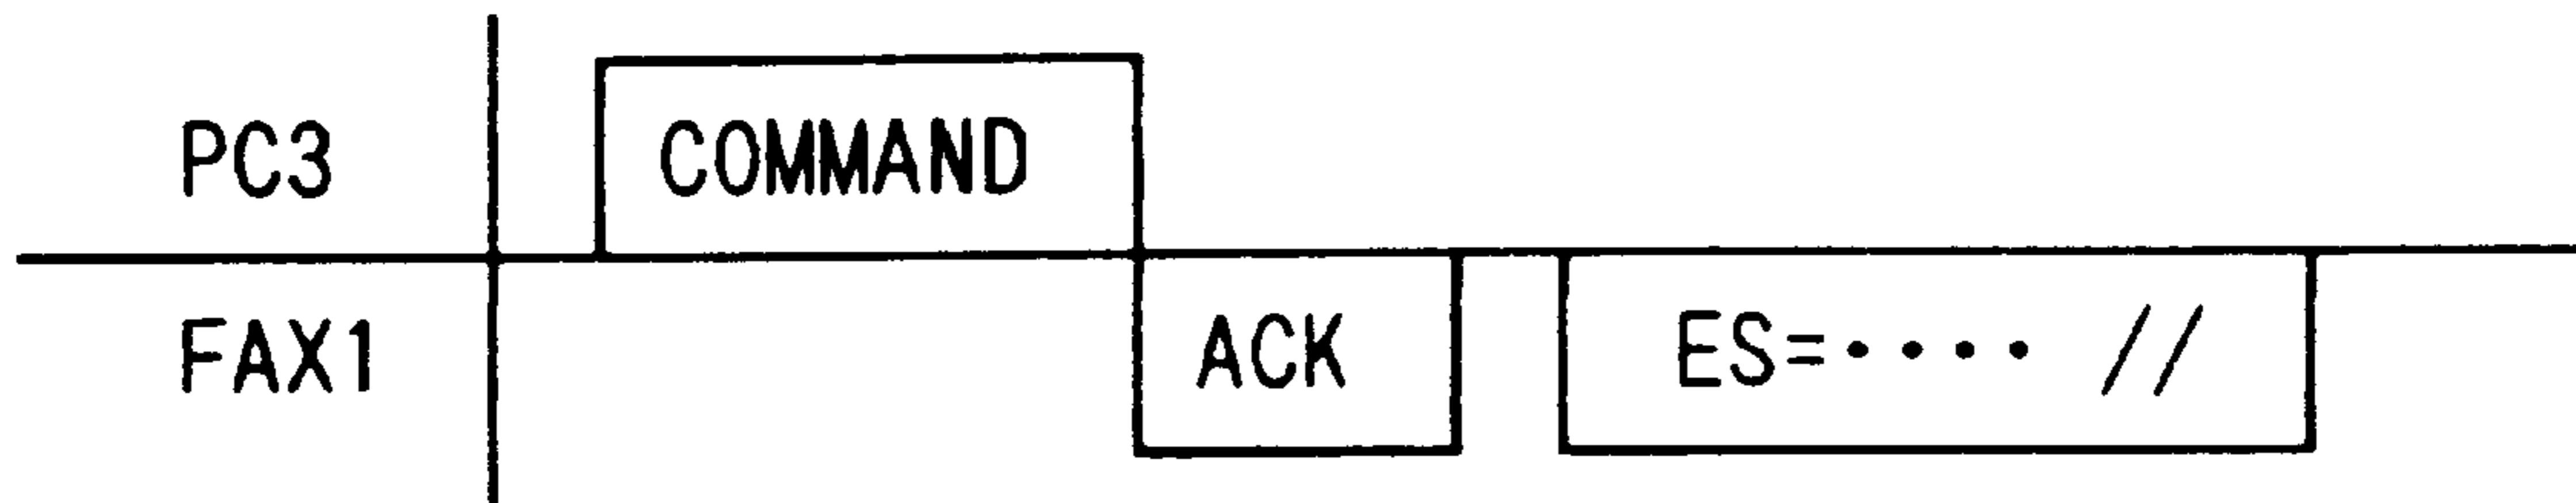 PC3 COMMAND
FAX1 ACK ES=•••• //